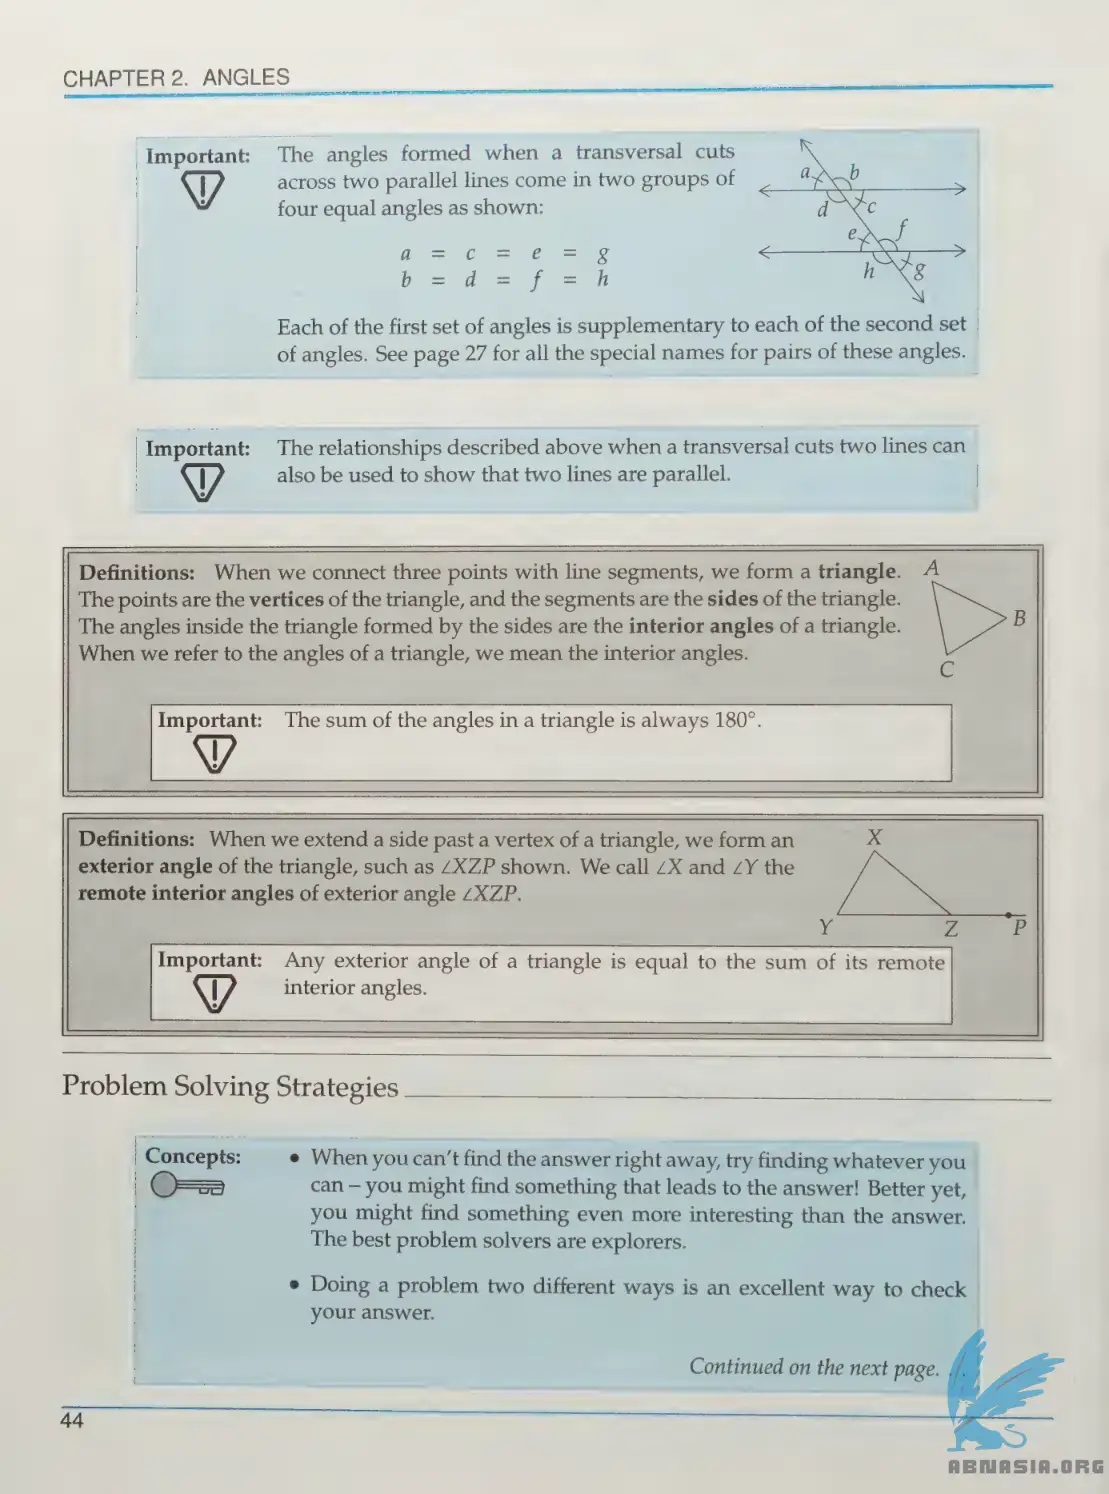 CHAPTER 2. ANGLES
Important: The angles formed when a transversal cuts
across two parallel lines come in two groups of
four equal angles as shown:
a = c = e = g
b = d = f = h
a
b
d
c
e
f
h
g
Each of the first set of angles is supplementary to each of the second set
of angles. See page 27 for all the special names for pairs of these angles.
Important: The relationships described above when a transversal cuts two lines can
also be used to show that two lines are parallel.
Definitions: When we connect three points with line segments, we form a triangle.
The points are the vertices of the triangle, and the segments are the sides of the triangle.
The angles inside the triangle formed by the sides are the interior angles of a triangle.
When we refer to the angles of a triangle, we mean the interior angles.
A
B
C
Important: The sum of the angles in a triangle is always 180°.
Definitions: When we extend a side past a vertex of a triangle, we form an
exterior angle of the triangle, such as ∠XZP shown. We call ∠X and ∠Y the
remote interior angles of exterior angle ∠XZP.
X
Y
Z
P
Important: Any exterior angle of a triangle is equal to the sum of its remote
interior angles.
Problem Solving Strategies
Concepts: • When you can't find the answer right away, try finding whatever you
can – you might find something that leads to the answer! Better yet,
you might find something even more interesting than the answer.
The best problem solvers are explorers.
• Doing a problem two different ways is an excellent way to check
your answer.
Continued on the next page. . .
44
ABNASIA.ORG